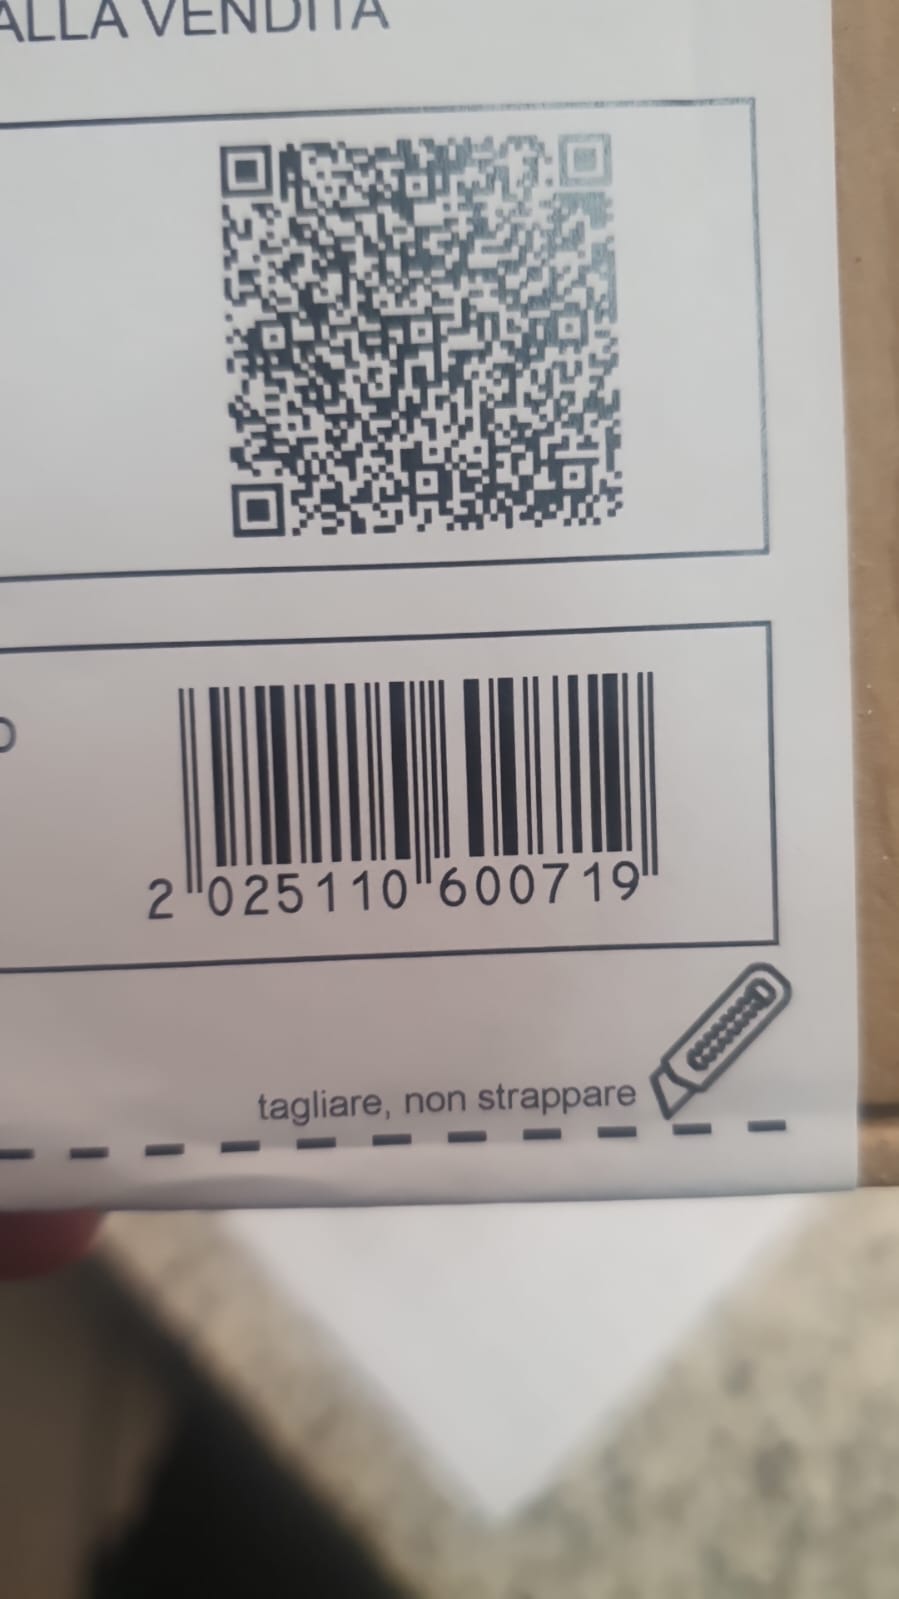 ALLA VENDITA
2 025110 600719
tagliare, non strappare